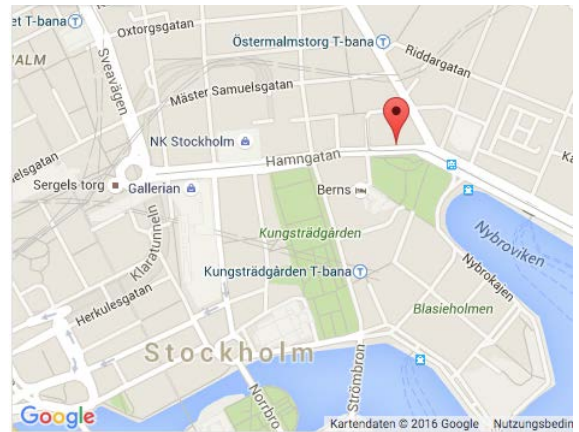 et T-bana
Oxtorgsgatan
Östermalmstorg T-bana
Riddargatan
ALM
Sveavägen
Mäster Samuelsgatan
NK Stockholm
Hamngatan
Sergels torg
Gallerian
Berns
Klaratunneln
Kungsträdgården
Nybroviken
Kungsträdgården T-bana
Nybrokajen
Herkulesgatan
Blasieholmen
Stockholm
Strömbron
Norrbro
Google
Kartendaten © 2016 Google
Nutzungsbedin